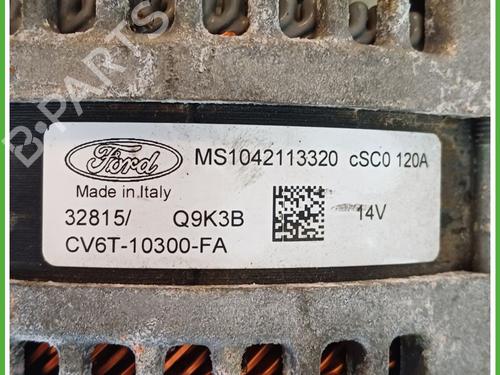 B-PARTS
Ford
MS1042113320 cSC0 120A
Made in Italy
32815/ Q9K3B
14V
CV6T-10300-FA